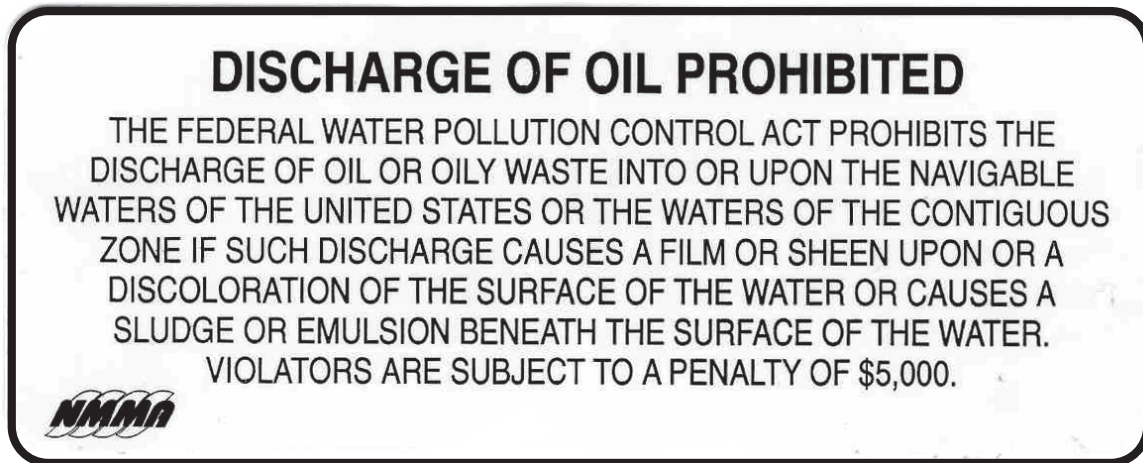 DISCHARGE OF OIL PROHIBITED
THE FEDERAL WATER POLLUTION CONTROL ACT PROHIBITS THE
DISCHARGE OF OIL OR OILY WASTE INTO OR UPON THE NAVIGABLE
WATERS OF THE UNITED STATES OR THE WATERS OF THE CONTIGUOUS
ZONE IF SUCH DISCHARGE CAUSES A FILM OR SHEEN UPON OR A
DISCOLORATION OF THE SURFACE OF THE WATER OR CAUSES A
SLUDGE OR EMULSION BENEATH THE SURFACE OF THE WATER.
VIOLATORS ARE SUBJECT TO A PENALTY OF $5,000.
NMMA